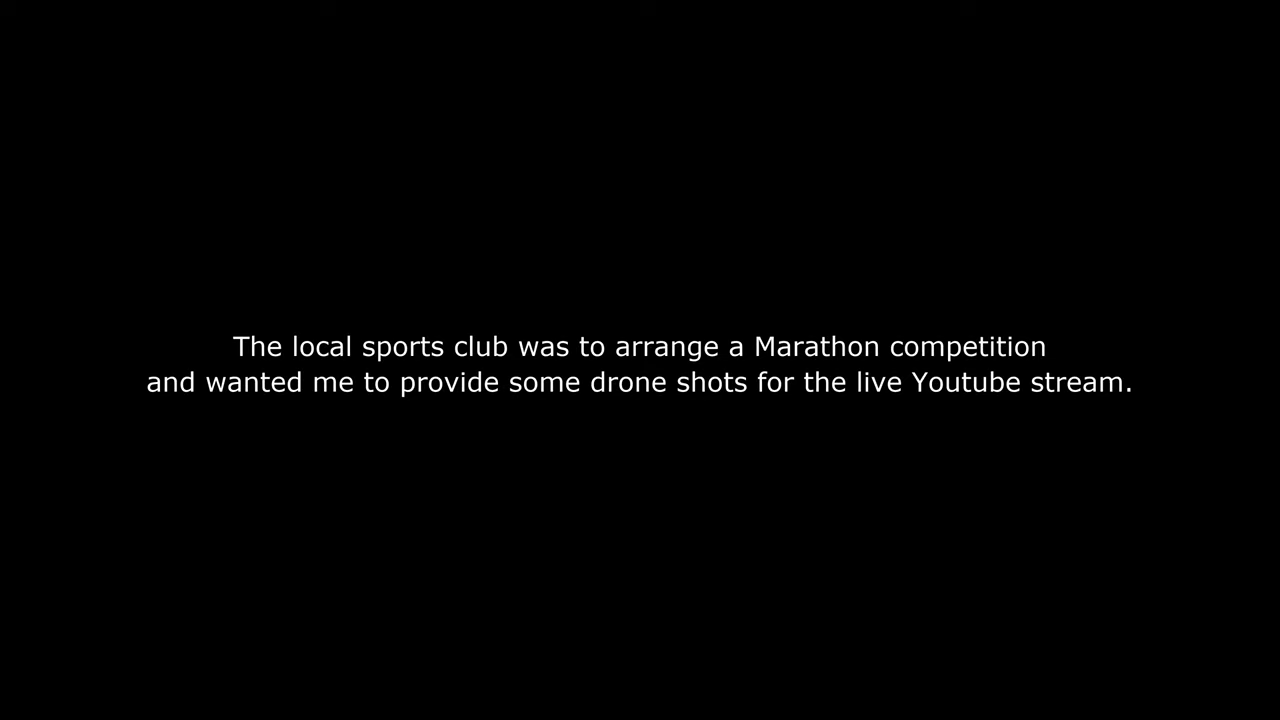 The local sports club was to arrange a Marathon competition
and wanted me to provide some drone shots for the live Youtube stream.